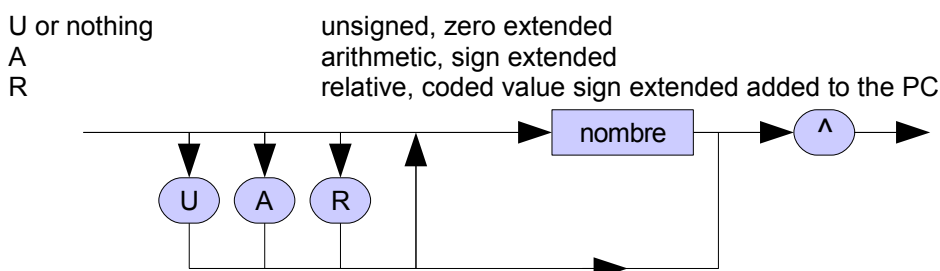 U or nothing unsigned, zero extended
A arithmetic, sign extended
R relative, coded value sign extended added to the PC
nombre ^
U A R